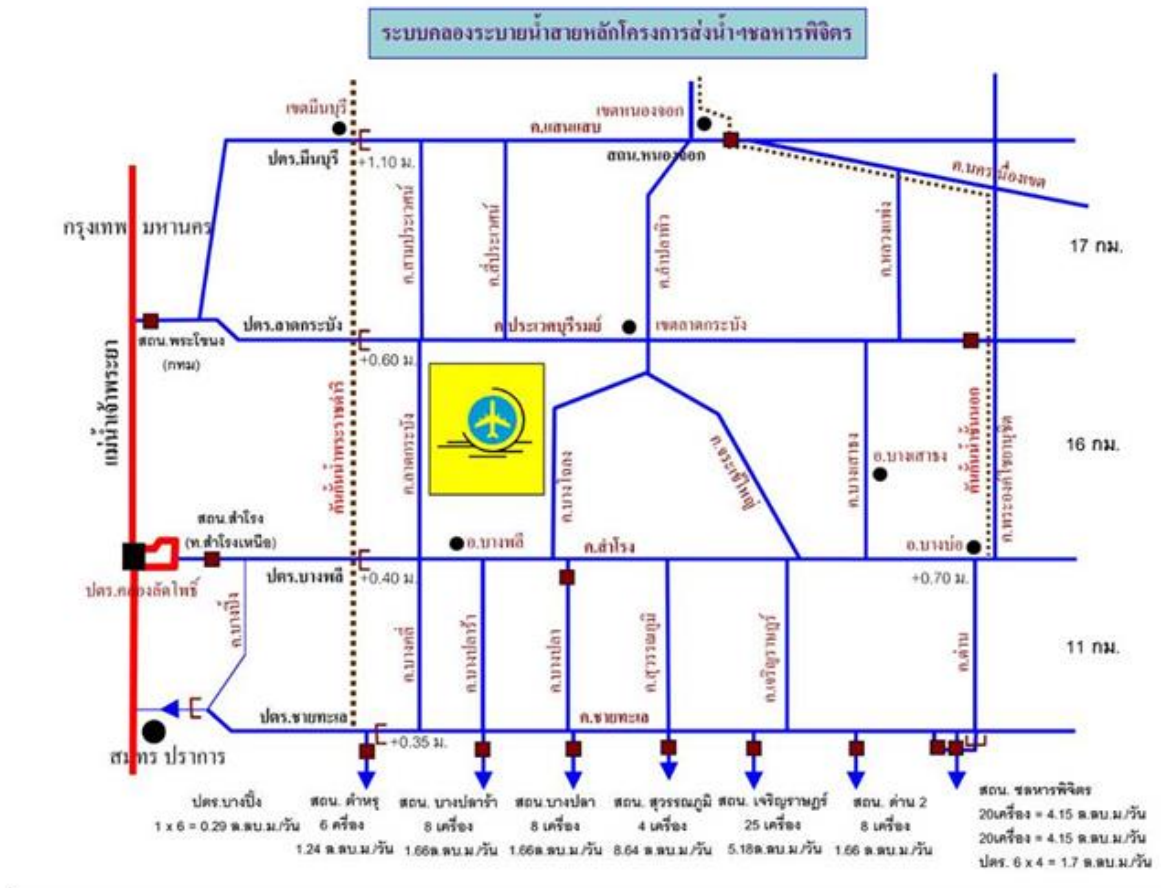 ระบบคลองระบายน้ำสายหลักโครงการส่งน้ำฯชลหารพิจิตร
เขตมีนบุรี
เขตหนองจอก
ค.แสนแสบ
ปตร.มีนบุรี
+1.10 ม.
สถน.หนองจอก
ค.นครเนื่องเขต
กรุงเทพ มหานคร
ค.สามประเวศน์
ค.สี่ประเวศน์
ค.ลำปลาทิว
ค.หลวงแพ่ง
17 กม.
ปตร.ลาดกระบัง
ค.ประเวศบุรีรมย์
เขตลาดกระบัง
สถน.พระโขนง
(กทม)
+0.60 ม.
แม่น้ำเจ้าพระยา
คันกั้นน้ำพระราชดำริ
ค.ลาดกระบัง
ค.บางโฉลง
ค.จระเข้ใหญ่
ค.บางเสาธง
อ.บางเสาธง
คันกั้นน้ำชั้นนอก
ค.พระองค์ไชยานุชิต
16 กม.
สถน.สำโรง
(ท.สำโรงเหนือ)
อ.บางพลี
ค.สำโรง
อ.บางบ่อ
ปตร.คลองลัดโพธิ์
ปตร.บางพลี
+0.40 ม.
+0.70 ม.
ค.บางปิ้ง
ค.บางปลาร้า
ค.บางปลา
ค.สุวรรณภูมิ
ค.เจริญราษฎร์
ค.ด่าน
11 กม.
ปตร.ชายทะเล
ค.ชายทะเล
+0.35 ม.
สมุทร ปราการ
ปตร.บางปิ้ง
1 x 6 = 0.29 ล.ลบ.ม/วัน
สถน. ตำหรุ
6 เครื่อง
1.24 ล.ลบ.ม./วัน
สถน. บางปลาร้า
8 เครื่อง
1.66ล.ลบ.ม./วัน
สถน.บางปลา
8 เครื่อง
1.66ล.ลบ.ม./วัน
สถน. สุวรรณภูมิ
4 เครื่อง
8.64 ล.ลบ.ม./วัน
สถน. เจริญราษฎร์
25 เครื่อง
5.18ล.ลบ.ม./วัน
สถน. ด่าน 2
8 เครื่อง
1.66 ล.ลบ.ม./วัน
สถน. ชลหารพิจิตร
20เครื่อง = 4.15 ล.ลบ.ม/วัน
20เครื่อง = 4.15 ล.ลบ.ม/วัน
ปตร. 6 x 4 = 1.7 ล.ลบ.ม/วัน